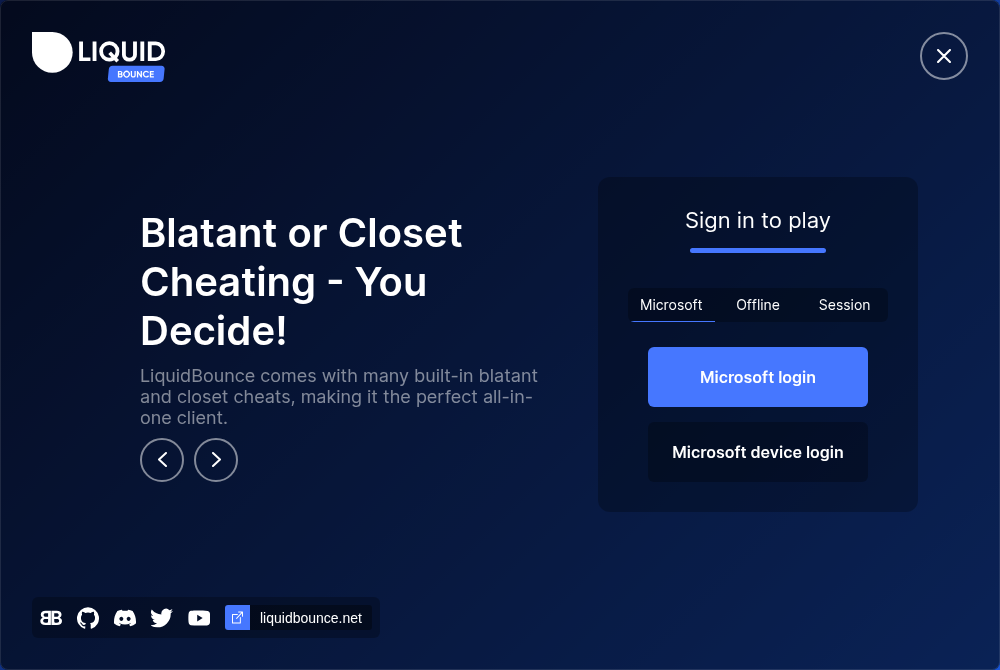 LIQUID
BOUNCE
Sign in to play
Blatant or Closet
Cheating - You
Decide!
LiquidBounce comes with many built-in blatant
and closet cheats, making it the perfect all-in-
one client.
Microsoft Offline Session
Microsoft login
Microsoft device login
liquidbounce.net